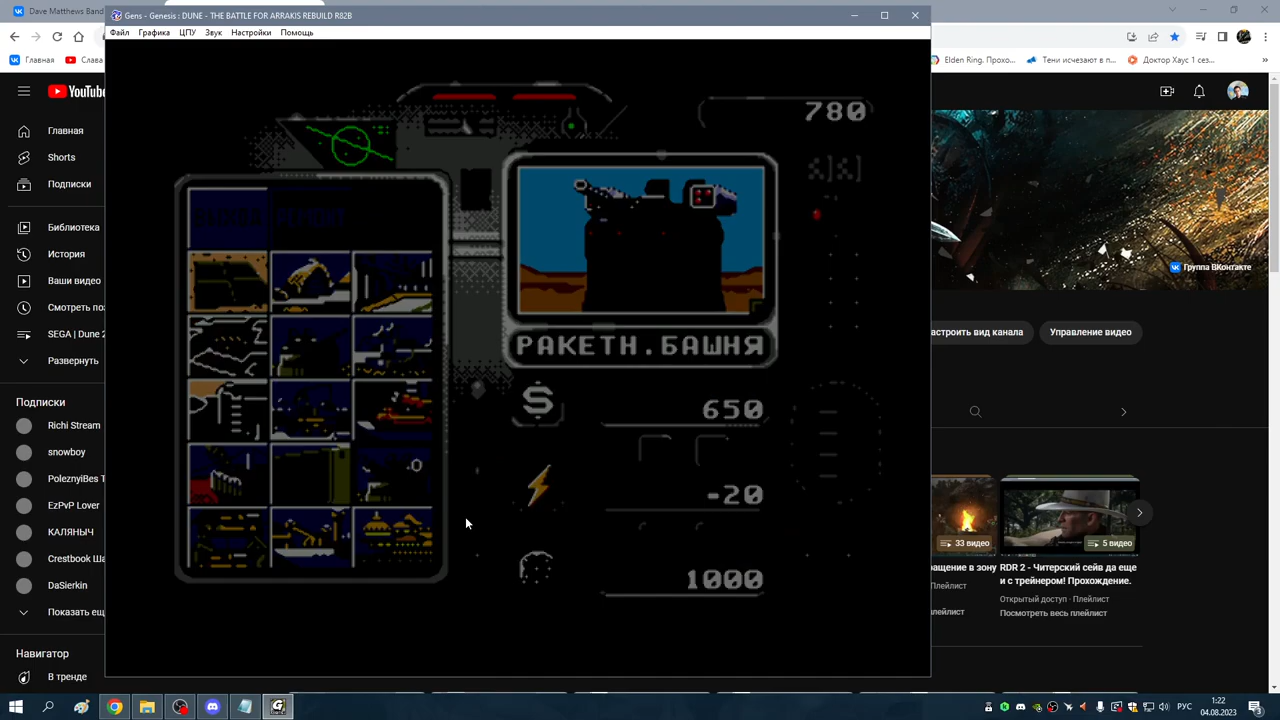 Dave Matthews Band
Gens - Genesis : DUNE - THE BATTLE FOR ARRAKIS REBUILD R82B
Файл Графика ЦПУ Звук Настройки Помощь
Главная
Слава
Elden Ring. Прохо...
Тени исчезают в п...
Доктор Хаус 1 сез...
»
YouTube
Главная
Shorts
Подписки
Библиотека
История
Ваши видео
Смотреть по
SEGA | Dune 2
Развернуть
Подписки
Richi Stream
snowboy
PoleznyiBes T
EzPvP Lover
КАЛЯНЫЧ
Crestbook Ша
DaSierkin
Показать ещ
Навигатор
В тренде
780
РАКЕТН.БАШНЯ
650
-20
1000
Группа ВКонтакте
астроить вид канала
Управление видео
33 видео
5 видео
ращение в зону
Плейлист
RDR 2 - Читерский сейв да еще и с трейнером! Прохождение.
Открытый доступ · Плейлист
лейлист
Посмотреть весь плейлист
РУС
1:22
04.08.2023
3